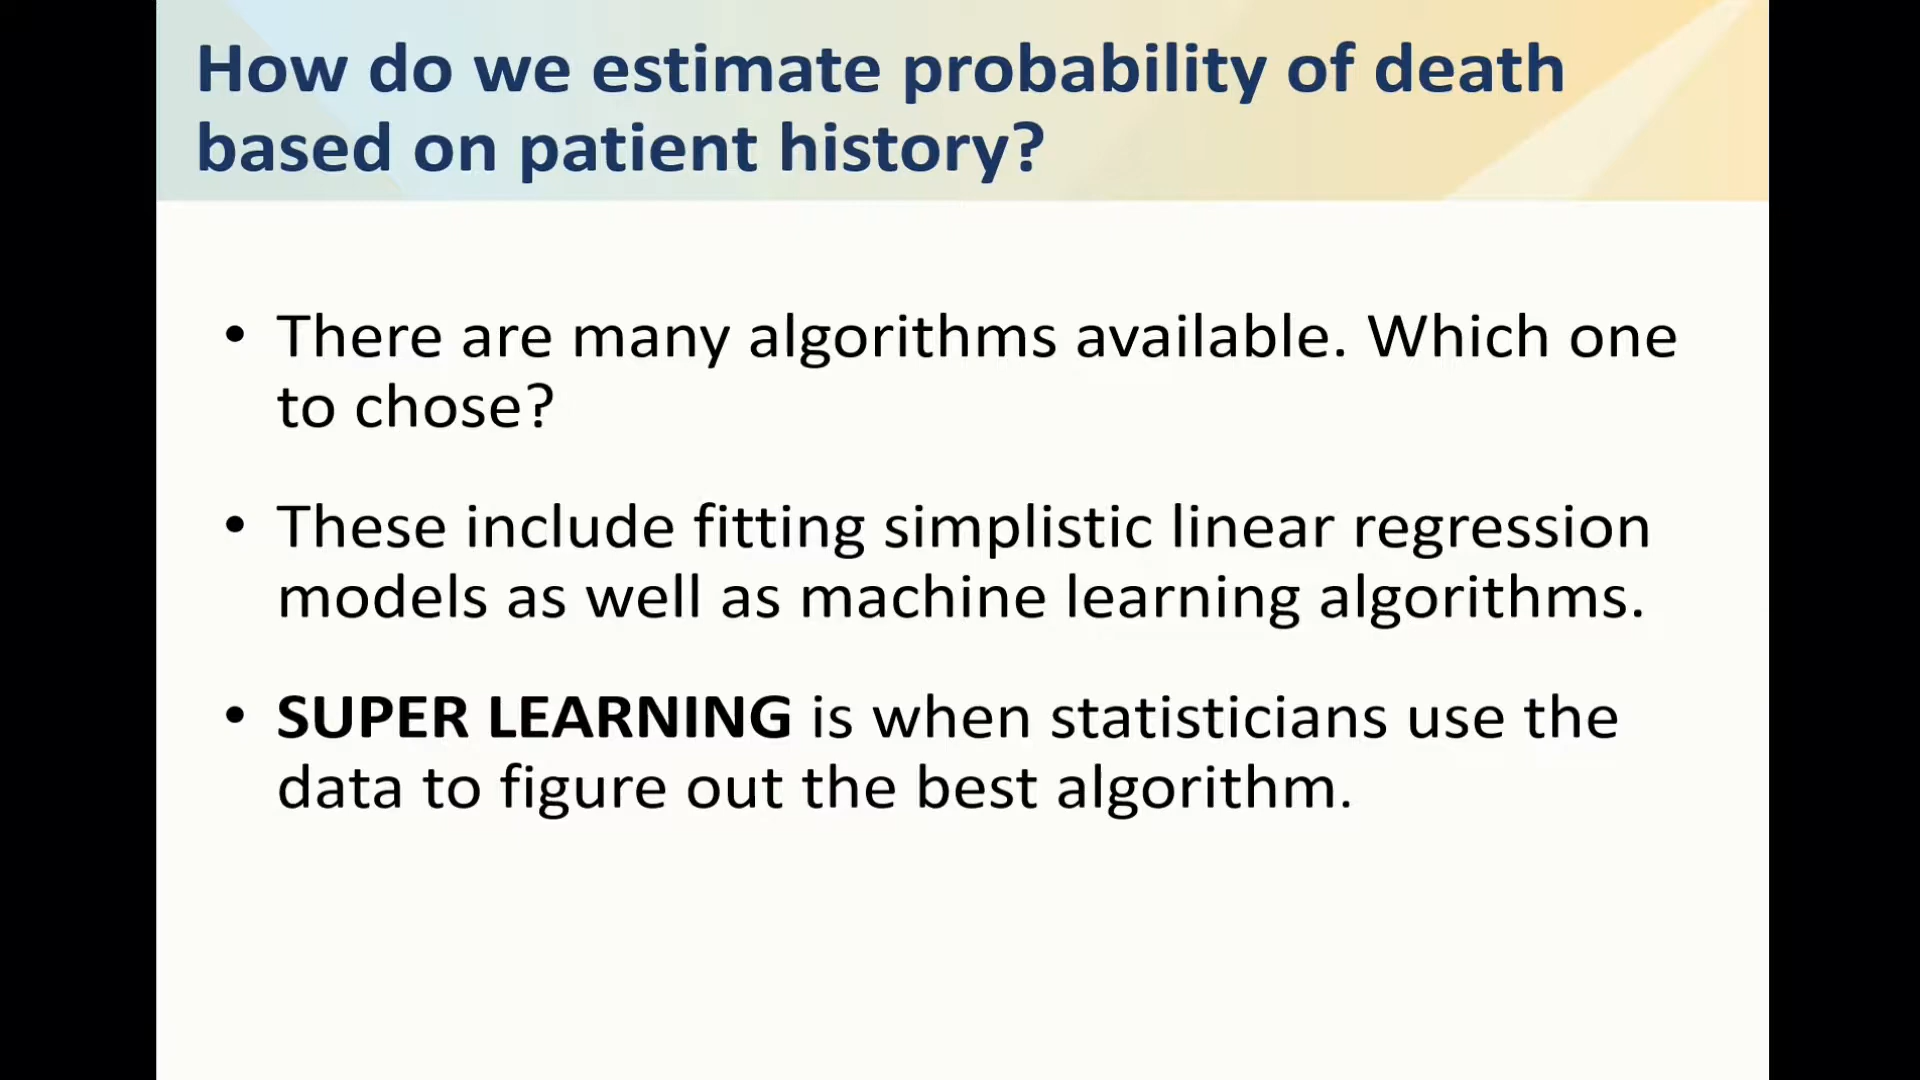 How do we estimate probability of death
based on patient history?
• There are many algorithms available. Which one
to chose?
• These include fitting simplistic linear regression
models as well as machine learning algorithms.
• SUPER LEARNING is when statisticians use the
data to figure out the best algorithm.